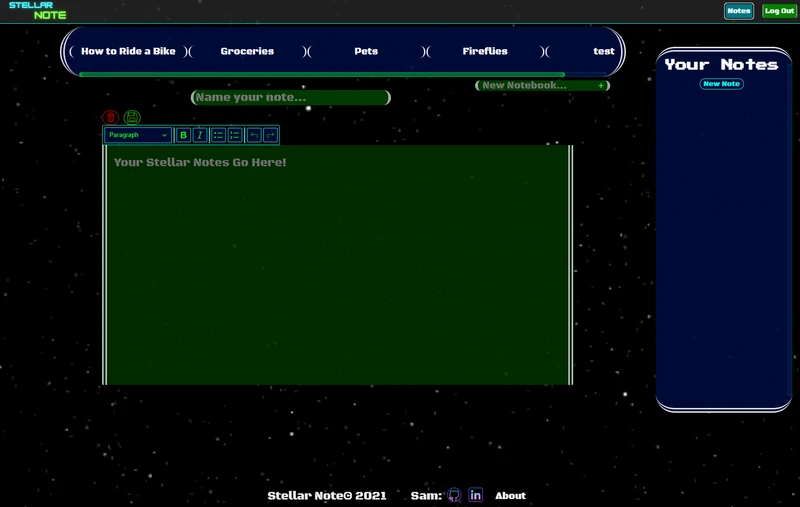 STELLAR
NOTE
Notes
Log Out
( How to Ride a Bike )( Groceries )( Pets )( Fireflies )( test
New Notebook... +
Name your note...
Paragraph
B I
Your Stellar Notes Go Here!
Your Notes
New Note
Stellar Note© 2021 Sam: in About